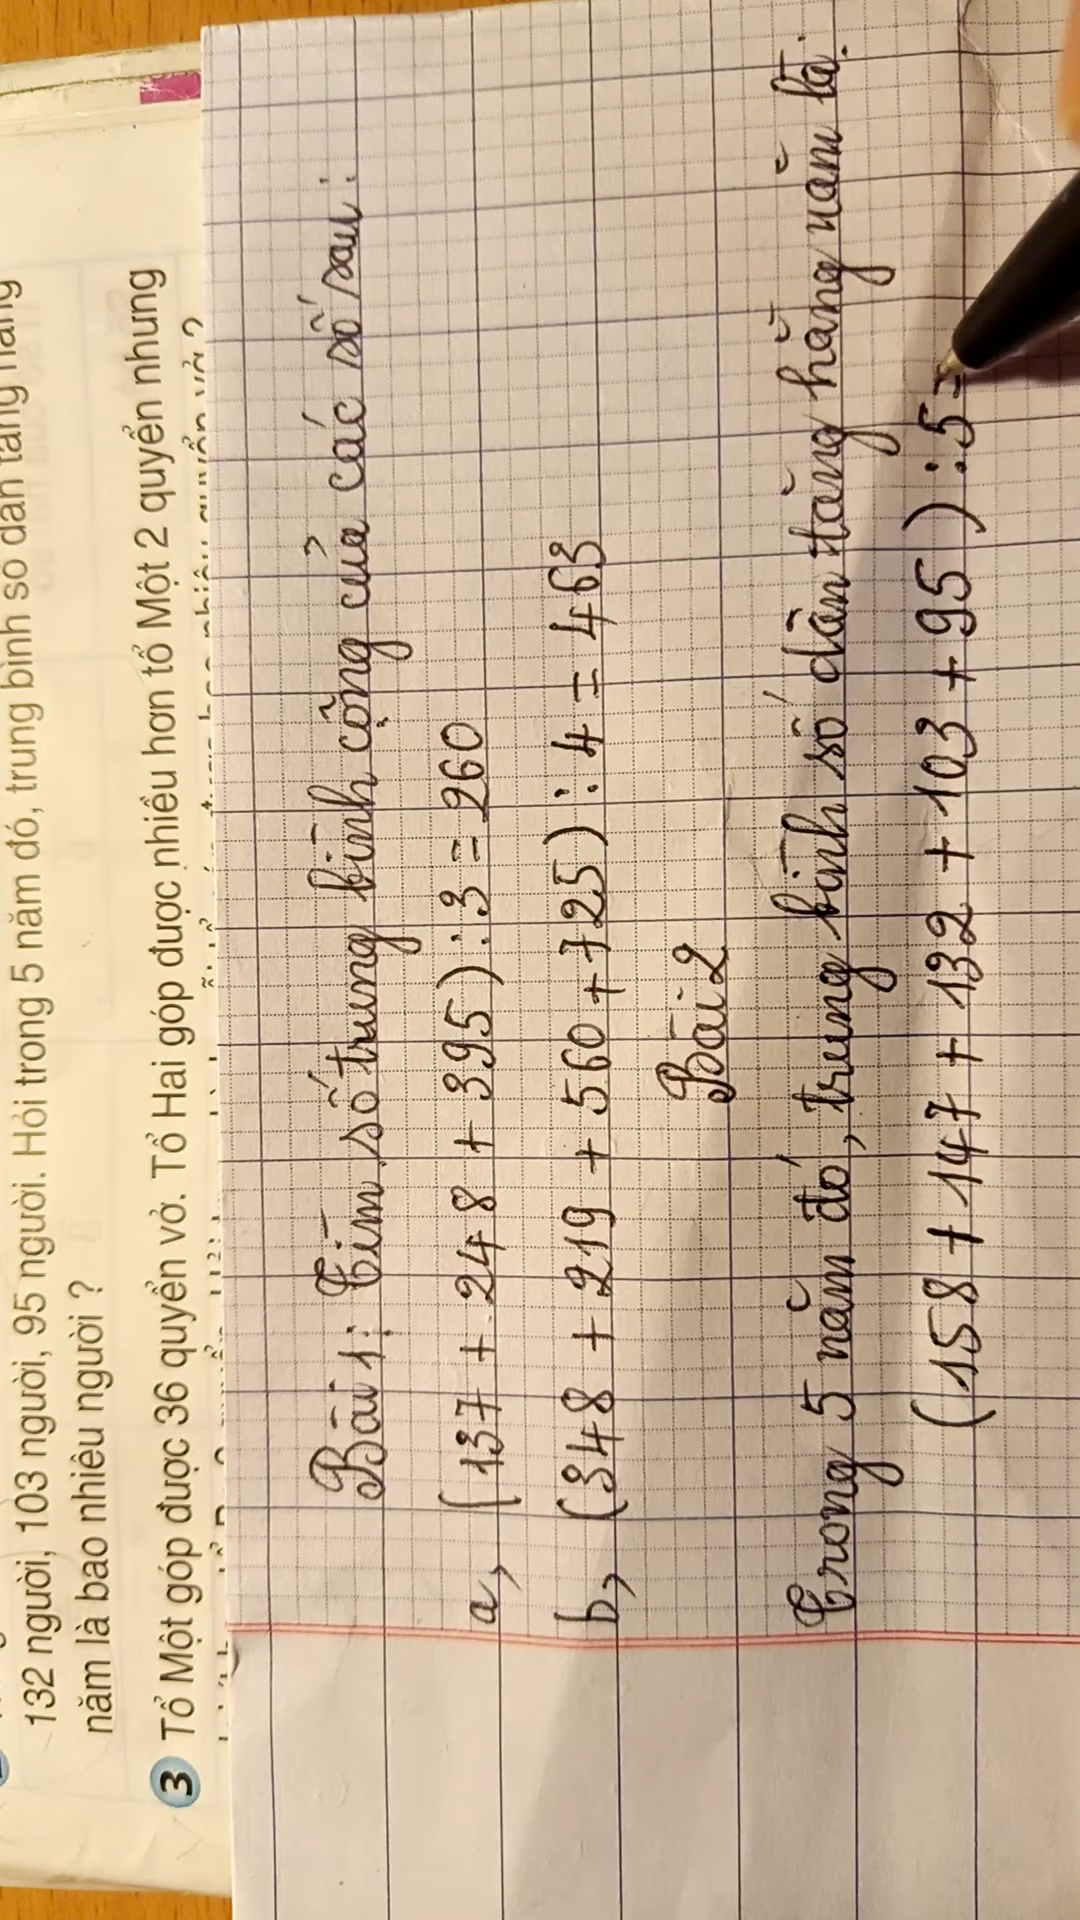 132 người, 103 người, 95 người. Hỏi trong 5 năm đó, trung bình số dân tăng hàng
năm là bao nhiêu người ?
3 Tổ Một góp được 36 quyển vở. Tổ Hai góp được nhiều hơn tổ Một 2 quyển nhưng
Bài 1: Tìm số trung bình cộng của các số sau:
a, (137 + 248 + 395) : 3 = 260
b, (348 + 219 + 560 + 725) : 4 = 463
Bài 2
Trong 5 năm đó, trung bình số dân tăng hằng năm là:
(158 + 147 + 132 + 103 + 95) : 5 =